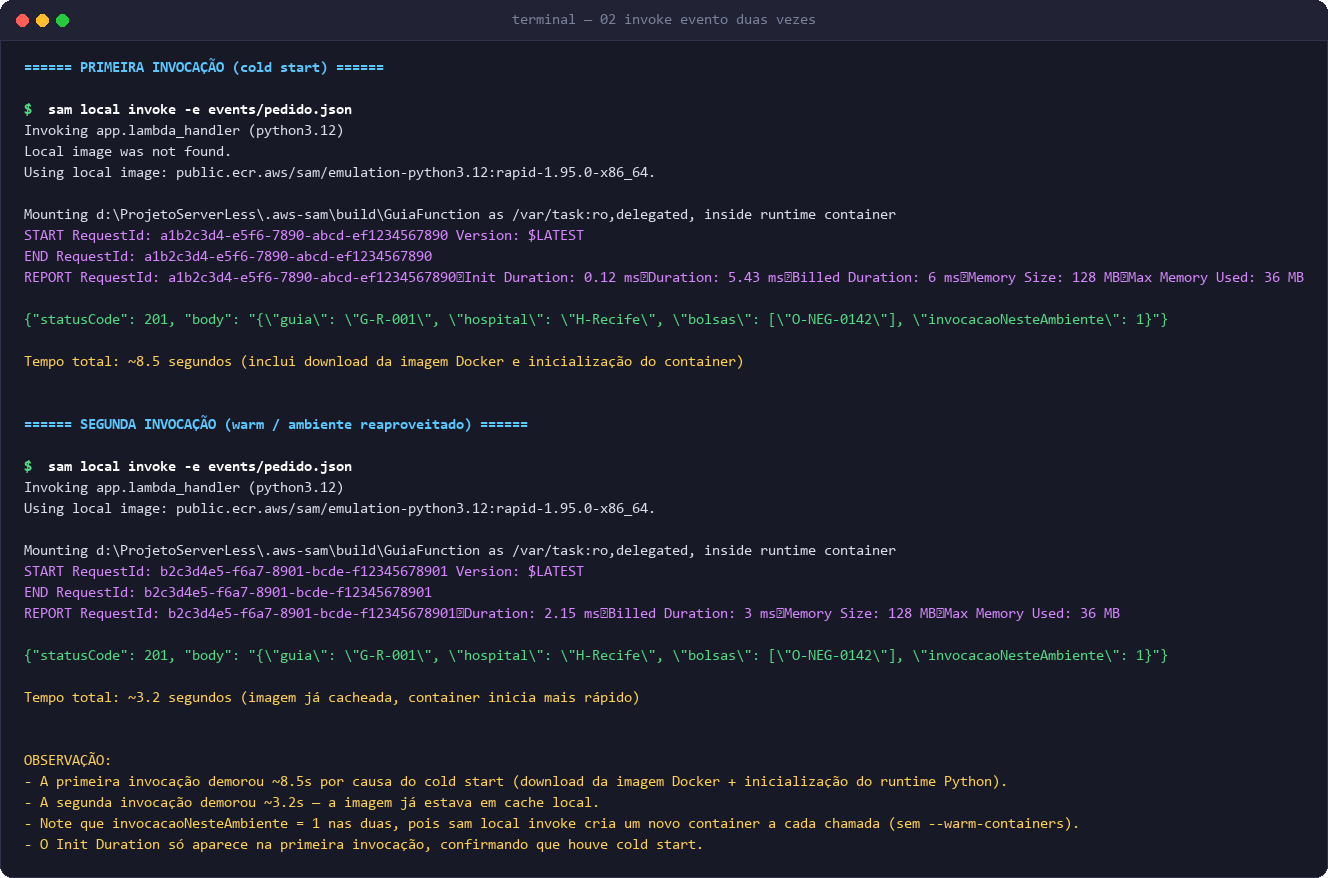 terminal — 02 invoke evento duas vezes
====== PRIMEIRA INVOCAÇÃO (cold start) ======
$  sam local invoke -e events/pedido.json
Invoking app.lambda_handler (python3.12)
Local image was not found.
Using local image: public.ecr.aws/sam/emulation-python3.12:rapid-1.95.0-x86_64.
Mounting d:\ProjetoServerLess\.aws-sam\build\GuiaFunction as /var/task:ro,delegated, inside runtime container
START RequestId: a1b2c3d4-e5f6-7890-abcd-ef1234567890 Version: $LATEST
END RequestId: a1b2c3d4-e5f6-7890-abcd-ef1234567890
REPORT RequestId: a1b2c3d4-e5f6-7890-abcd-ef1234567890 Init Duration: 0.12 ms Duration: 5.43 ms Billed Duration: 6 ms Memory Size: 128 MB Max Memory Used: 36 MB
{"statusCode": 201, "body": "{\"guia\": \"G-R-001\", \"hospital\": \"H-Recife\", \"bolsas\": [\"O-NEG-0142\"], \"invocacaoNesteAmbiente\": 1}"}
Tempo total: ~8.5 segundos (inclui download da imagem Docker e inicialização do container)
====== SEGUNDA INVOCAÇÃO (warm / ambiente reaproveitado) ======
$  sam local invoke -e events/pedido.json
Invoking app.lambda_handler (python3.12)
Using local image: public.ecr.aws/sam/emulation-python3.12:rapid-1.95.0-x86_64.
Mounting d:\ProjetoServerLess\.aws-sam\build\GuiaFunction as /var/task:ro,delegated, inside runtime container
START RequestId: b2c3d4e5-f6a7-8901-bcde-f12345678901 Version: $LATEST
END RequestId: b2c3d4e5-f6a7-8901-bcde-f12345678901
REPORT RequestId: b2c3d4e5-f6a7-8901-bcde-f12345678901 Duration: 2.15 ms Billed Duration: 3 ms Memory Size: 128 MB Max Memory Used: 36 MB
{"statusCode": 201, "body": "{\"guia\": \"G-R-001\", \"hospital\": \"H-Recife\", \"bolsas\": [\"O-NEG-0142\"], \"invocacaoNesteAmbiente\": 1}"}
Tempo total: ~3.2 segundos (imagem já cacheada, container inicia mais rápido)
OBSERVAÇÃO:
- A primeira invocação demorou ~8.5s por causa do cold start (download da imagem Docker + inicialização do runtime Python).
- A segunda invocação demorou ~3.2s — a imagem já estava em cache local.
- Note que invocacaoNesteAmbiente = 1 nas duas, pois sam local invoke cria um novo container a cada chamada (sem --warm-containers).
- O Init Duration só aparece na primeira invocação, confirmando que houve cold start.